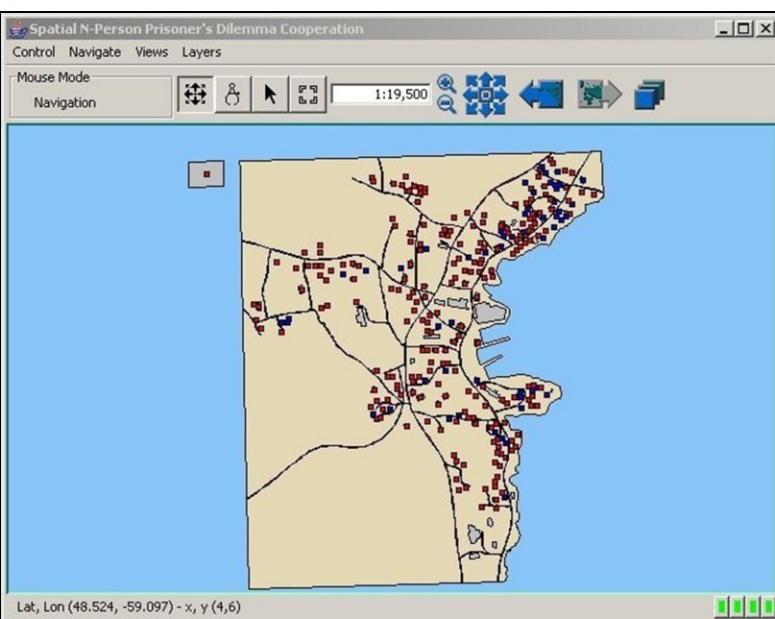 Spatial N-Person Prisoner's Dilemma Cooperation
Control Navigate Views Layers
Mouse Mode
Navigation
1:19,500
Lat, Lon (48.524, -59.097) - x, y (4,6)